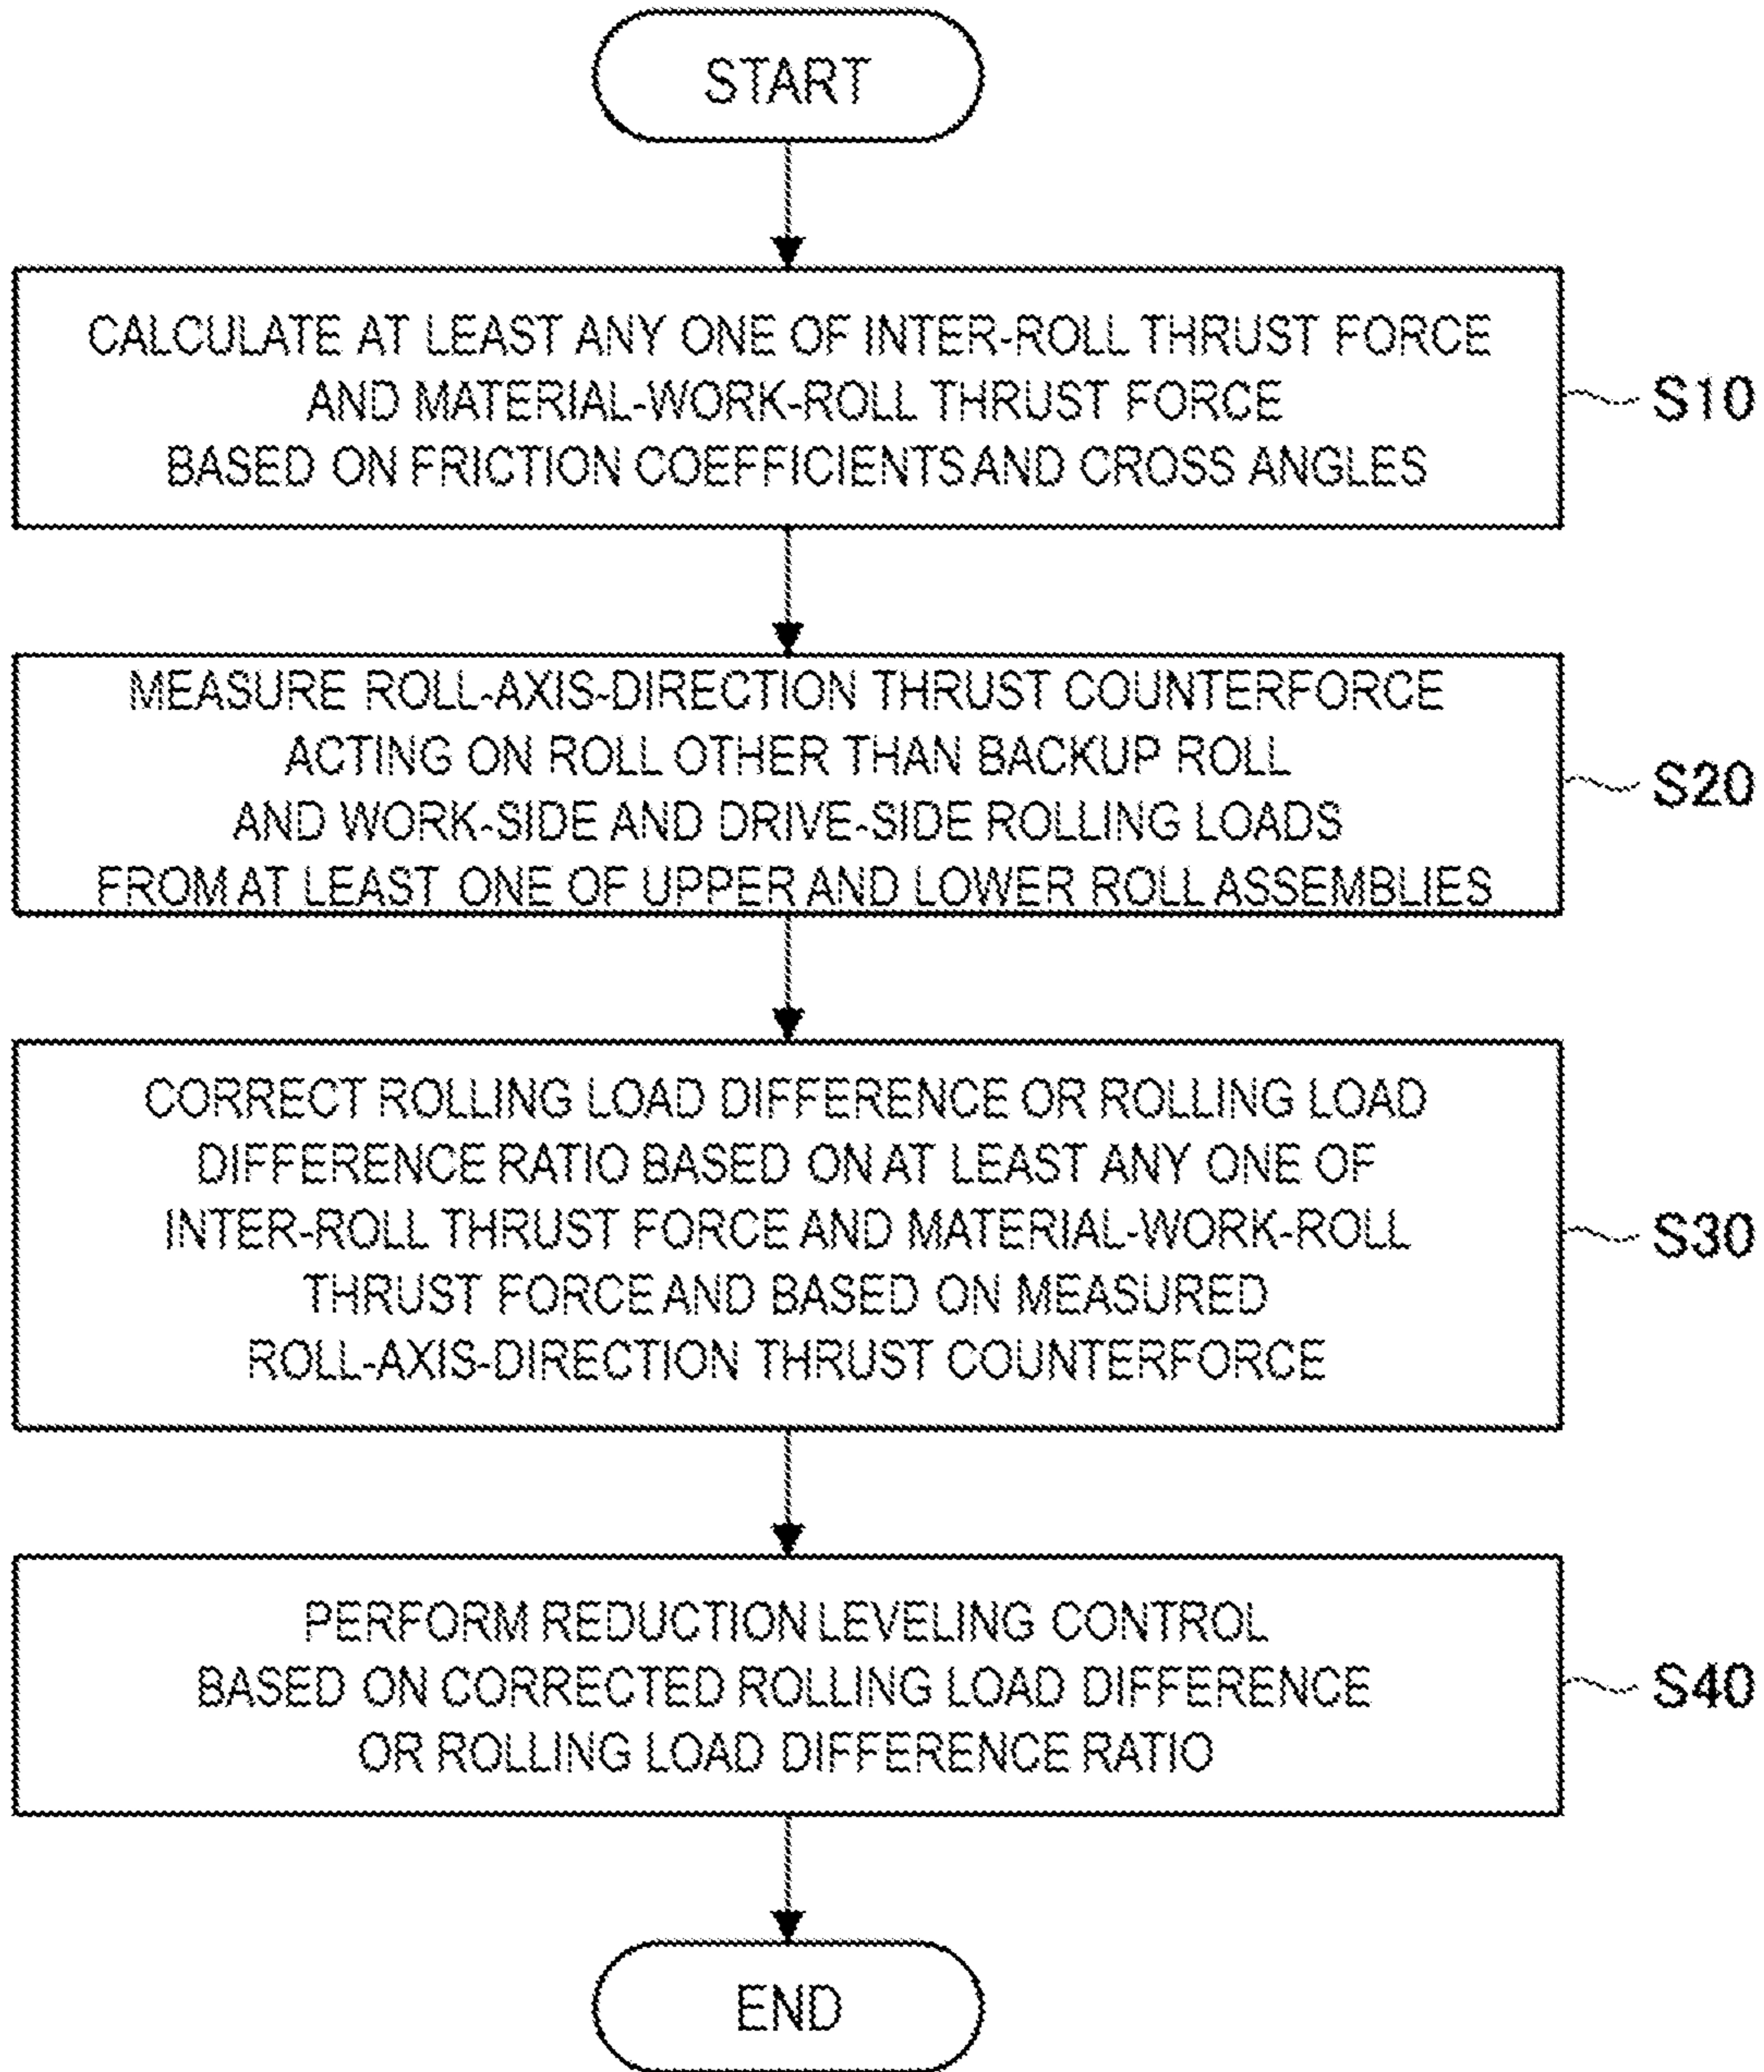 START
CALCULATE AT LEAST ANY ONE OF INTER-ROLL THRUST FORCE
AND MATERIAL-WORK-ROLL THRUST FORCE
BASED ON FRICTION COEFFICIENTS AND CROSS ANGLES
S10
MEASURE ROLL-AXIS-DIRECTION THRUST COUNTERFORCE
ACTING ON ROLL OTHER THAN BACKUP ROLL
AND WORK-SIDE AND DRIVE-SIDE ROLLING LOADS
FROM AT LEAST ONE OF UPPER AND LOWER ROLL ASSEMBLIES
S20
CORRECT ROLLING LOAD DIFFERENCE OR ROLLING LOAD
DIFFERENCE RATIO BASED ON AT LEAST ANY ONE OF
INTER-ROLL THRUST FORCE AND MATERIAL-WORK-ROLL
THRUST FORCE AND BASED ON MEASURED
ROLL-AXIS-DIRECTION THRUST COUNTERFORCE
S30
PERFORM REDUCTION LEVELING CONTROL
BASED ON CORRECTED ROLLING LOAD DIFFERENCE
OR ROLLING LOAD DIFFERENCE RATIO
S40
END